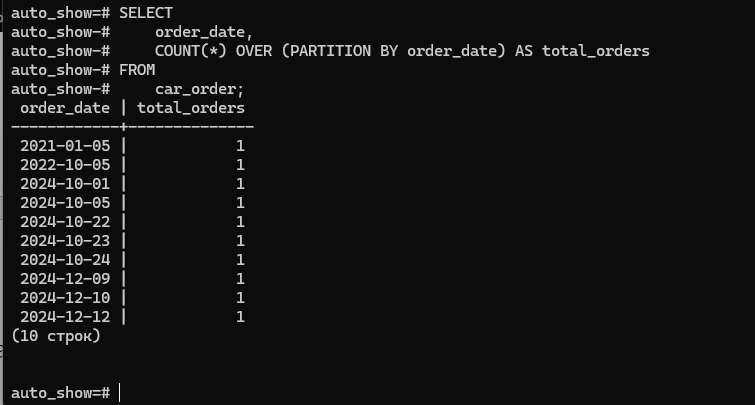 auto_show=# SELECT
auto_show-#     order_date,
auto_show-#     COUNT(*) OVER (PARTITION BY order_date) AS total_orders
auto_show-# FROM
auto_show-#     car_order;
 order_date | total_orders
------------+--------------
 2021-01-05 |            1
 2022-10-05 |            1
 2024-10-01 |            1
 2024-10-05 |            1
 2024-10-22 |            1
 2024-10-23 |            1
 2024-10-24 |            1
 2024-12-09 |            1
 2024-12-10 |            1
 2024-12-12 |            1
(10 строк)
auto_show=#